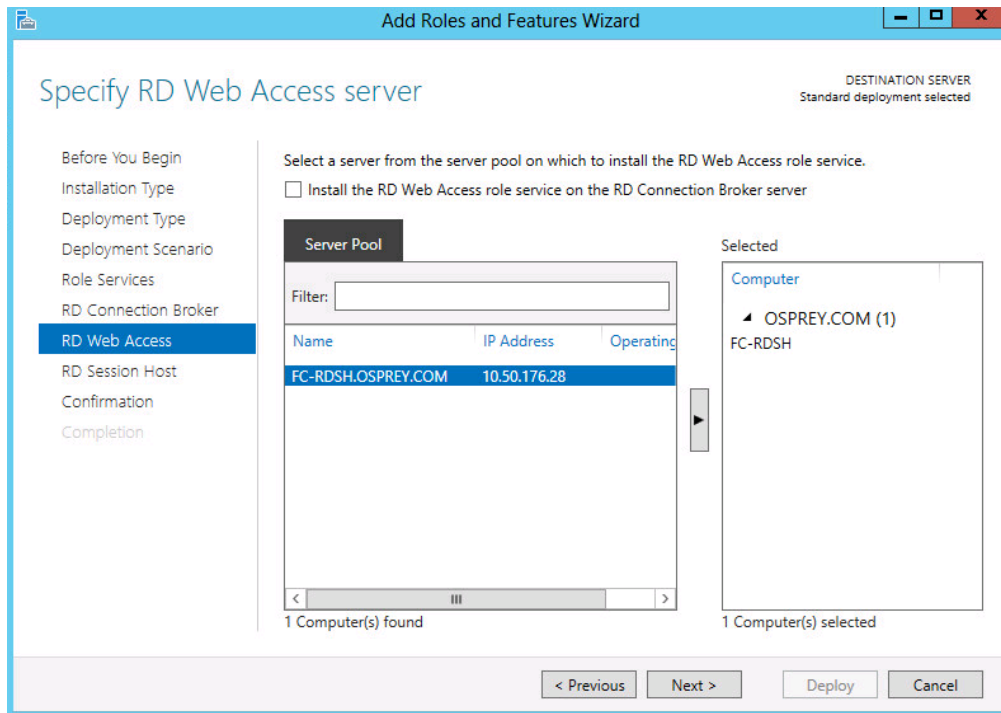 Add Roles and Features Wizard
Specify RD Web Access server
DESTINATION SERVER
Standard deployment selected
Before You Begin
Installation Type
Deployment Type
Deployment Scenario
Role Services
RD Connection Broker
RD Web Access
RD Session Host
Confirmation
Completion
Select a server from the server pool on which to install the RD Web Access role service.
Install the RD Web Access role service on the RD Connection Broker server
Server Pool
Filter:
Name IP Address Operating
FC-RDSH.OSPREY.COM 10.50.176.28
1 Computer(s) found
Selected
Computer
OSPREY.COM (1)
FC-RDSH
1 Computer(s) selected
< Previous Next > Deploy Cancel